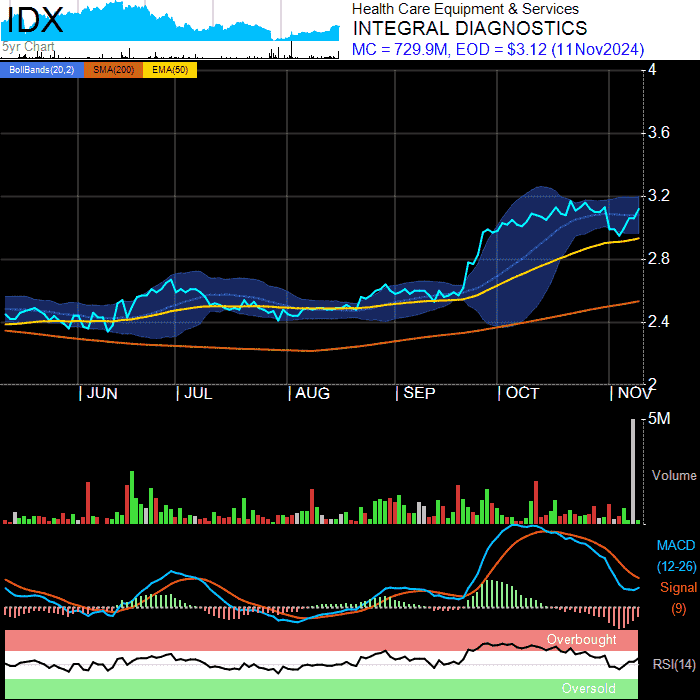 IDX
5yr Chart
Health Care Equipment & Services
INTEGRAL DIAGNOSTICS
MC = 729.9M, EOD = $3.12 (11Nov2024)
BollBands(20,2) SMA(200) EMA(50)
4
3.6
3.2
2.8
2.4
2
JUN JUL AUG SEP OCT NOV
5M
Volume
MACD
(12-26)
Signal
(9)
Overbought
RSI(14)
Oversold